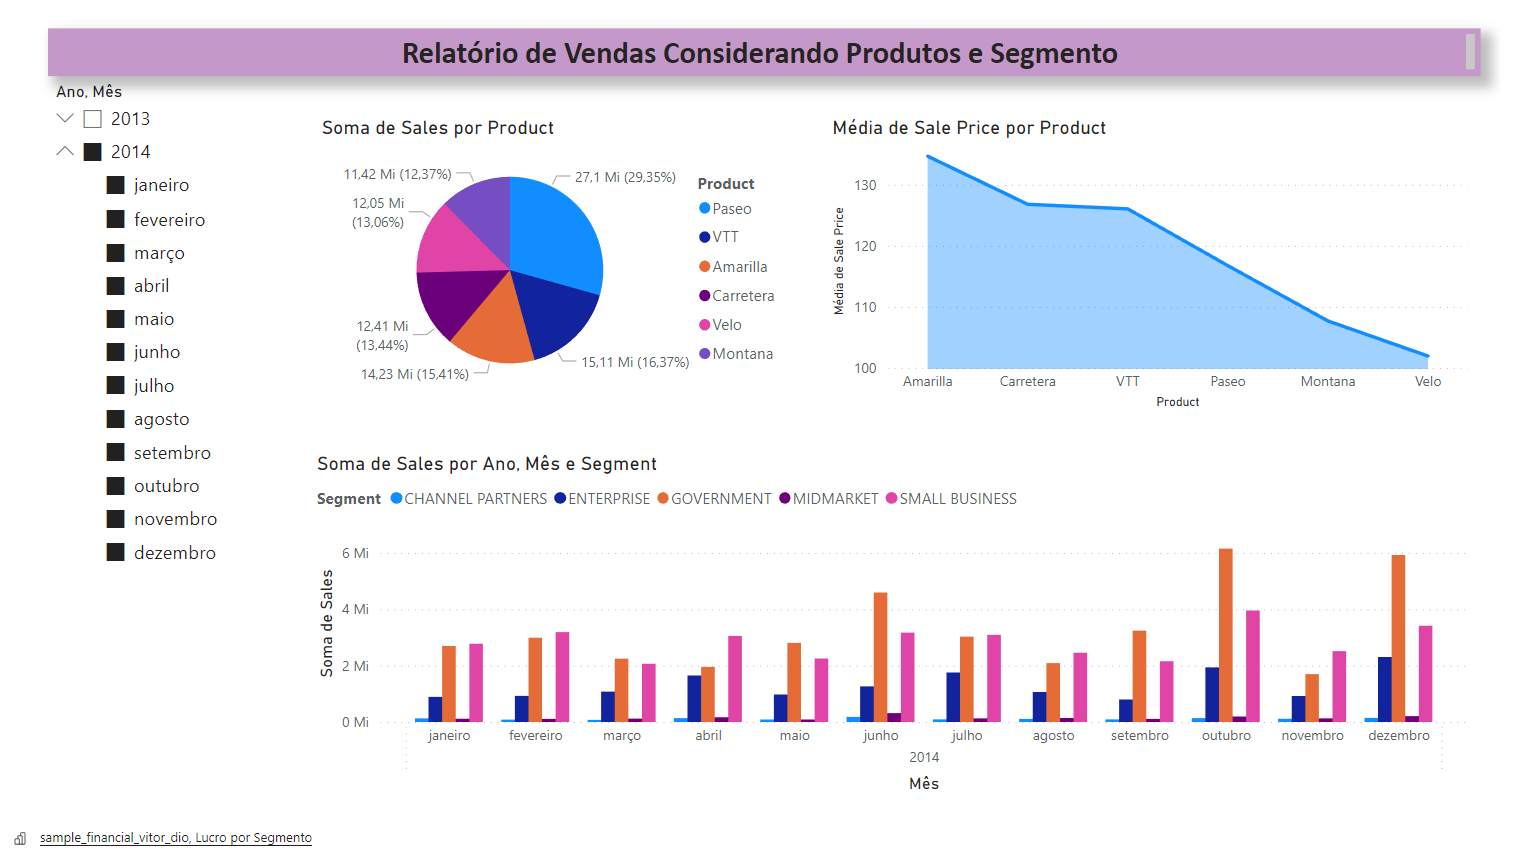 Relatório de Vendas Considerando Produtos e Segmento
Ano, Mês
2013
2014
janeiro
fevereiro
março
abril
maio
junho
julho
agosto
setembro
outubro
novembro
dezembro
Soma de Sales por Product
11,42 Mi (12,37%)
27,1 Mi (29,35%)
12,05 Mi
(13,06%)
12,41 Mi
(13,44%)
15,11 Mi (16,37%)
14,23 Mi (15,41%)
Product
Paseo
VTT
Amarilla
Carretera
Velo
Montana
Média de Sale Price por Product
Média de Sale Price
130
120
110
100
Amarilla Carretera VTT Paseo Montana Velo
Product
Soma de Sales por Ano, Mês e Segment
Segment CHANNEL PARTNERS ENTERPRISE GOVERNMENT MIDMARKET SMALL BUSINESS
Soma de Sales
6 Mi
4 Mi
2 Mi
0 Mi
janeiro fevereiro março abril maio junho julho agosto setembro outubro novembro dezembro
2014
Mês
sample_financial_vitor_dio, Lucro por Segmento